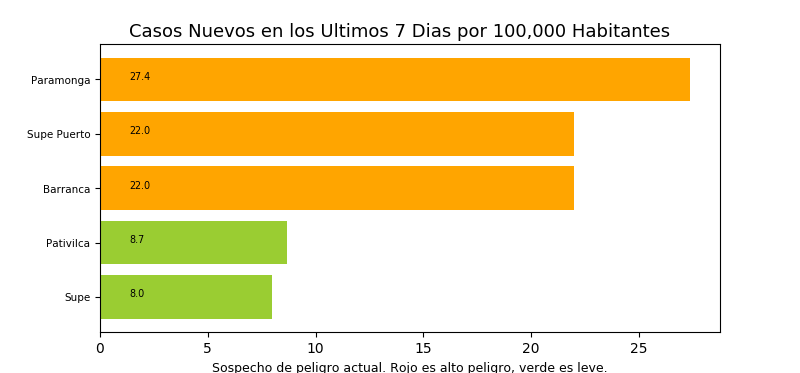 Casos Nuevos en los Ultimos 7 Dias por 100,000 Habitantes
Paramonga 27.4
Supe Puerto 22.0
Barranca 22.0
Pativilca 8.7
Supe 8.0
0 5 10 15 20 25
Sospecho de peligro actual. Rojo es alto peligro, verde es leve.